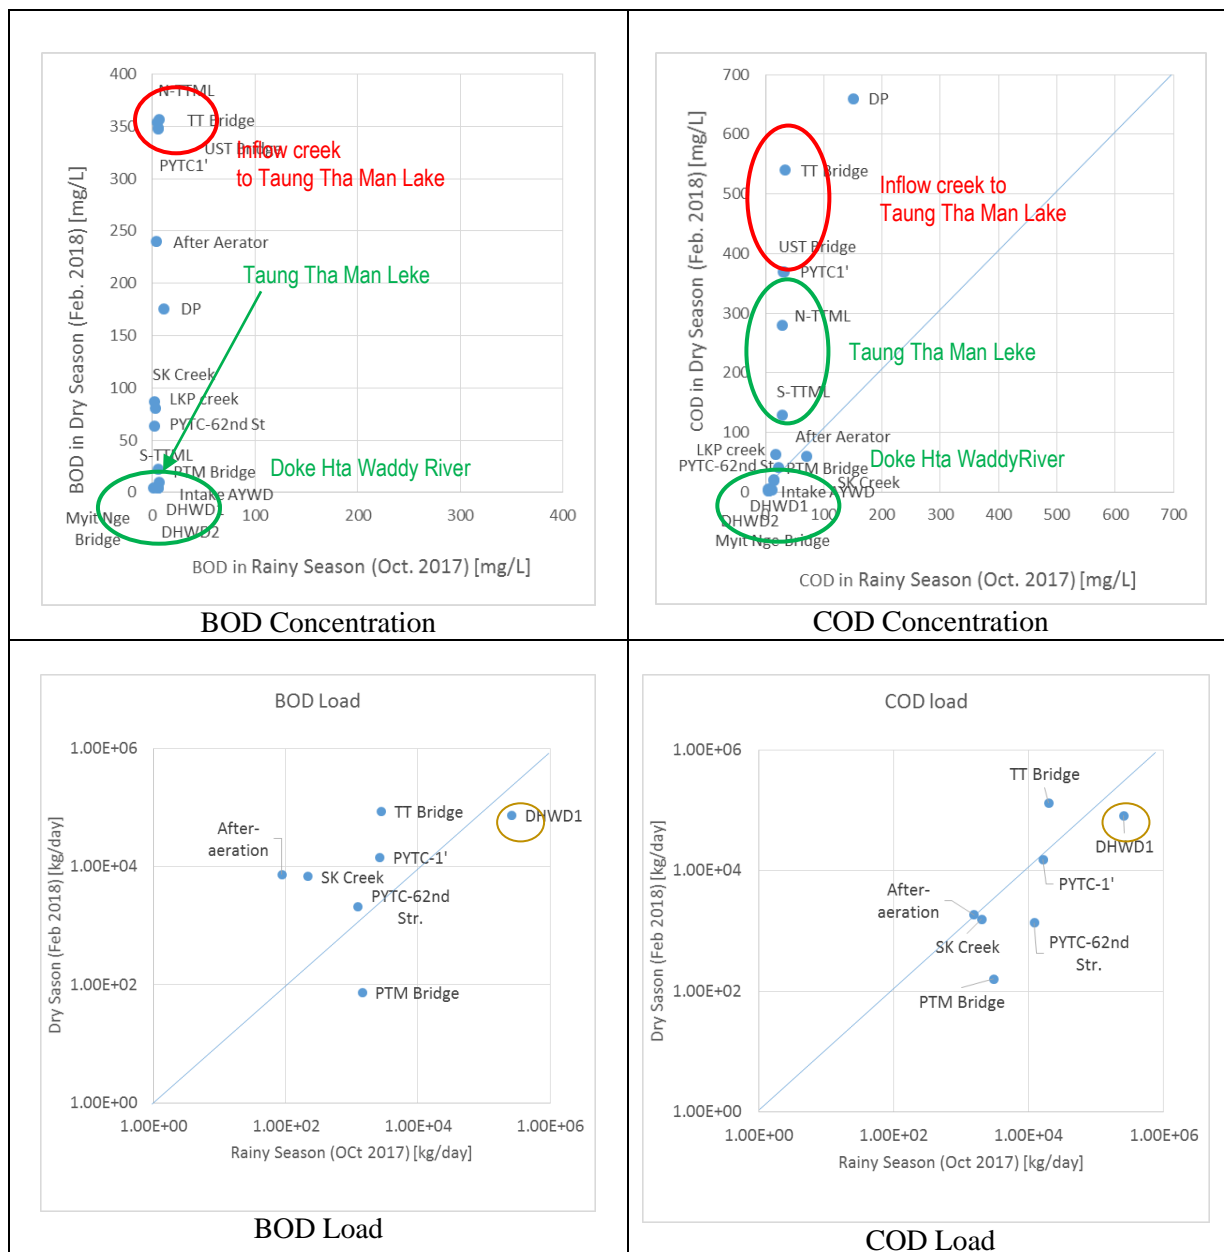 400
350
300
250
200
150
100
50
0
BOD in Dry Season (Feb. 2018) [mg/L]
N-TTML
TT Bridge
UST Bridge
PYTC1'
Inflow creek
to Taung Tha Man Lake
After Aerator
Taung Tha Man Leke
DP
SK Creek
LKP creek
PYTC-62nd St
S-TTML
PTM Bridge
Doke Hta Waddy River
Intake AYWD
DHWD1
DHWD2
Myit Nge
Bridge
0 100 200 300 400
BOD in Rainy Season (Oct. 2017) [mg/L]
BOD Concentration
700
600
500
400
300
200
100
0
COD in Dry Season (Feb. 2018) [mg/L]
DP
TT Bridge
Inflow creek to
Taung Tha Man Lake
UST Bridge
PYTC1'
N-TTML
Taung Tha Man Leke
S-TTML
After Aerator
LKP creek
PYTC-62nd St
PTM Bridge
Doke Hta WaddyRiver
SK Creek
Intake AYWD
DHWD1
DHWD2
Myit Nge Bridge
0 100 200 300 400 500 600 700
COD in Rainy Season (Oct. 2017) [mg/L]
COD Concentration
BOD Load
1.00E+06
1.00E+04
1.00E+02
1.00E+00
Dry Sason (Feb 2018) [kg/day]
TT Bridge
DHWD1
After-
aeration
PYTC-1'
SK Creek
PYTC-62nd
Str.
PTM Bridge
1.00E+00 1.00E+02 1.00E+04 1.00E+06
Rainy Season (OCt 2017) [kg/day]
BOD Load
COD load
1.00E+06
1.00E+04
1.00E+02
1.00E+00
Dry Sason (Feb 2018) [kg/day]
TT Bridge
DHWD1
PYTC-1'
After-
aeration
SK Creek
PYTC-62nd
Str.
PTM Bridge
1.00E+00 1.00E+02 1.00E+04 1.00E+06
Rainy Season (Oct 2017) [kg/day]
COD Load